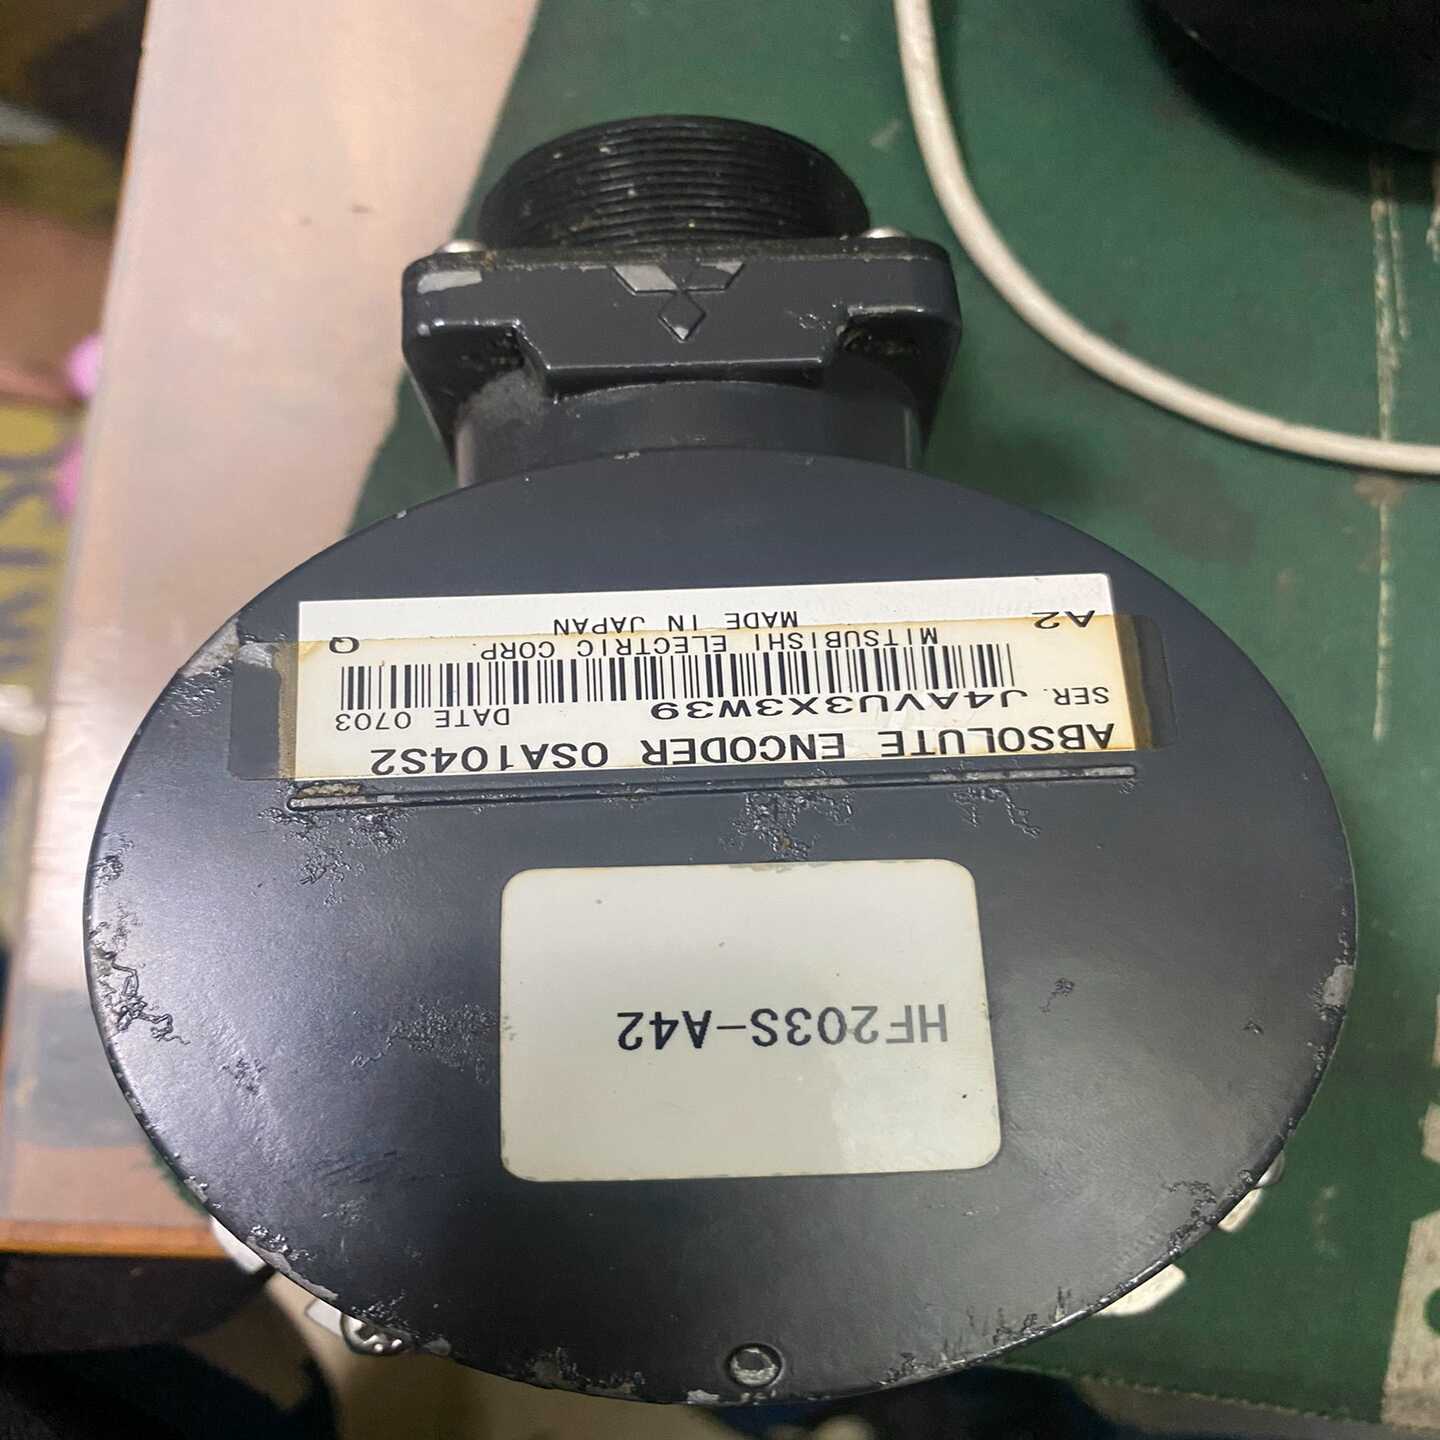 ABSOLUTE ENCODER OSA104S2
SER. J4AVU3X3W39 DATE 0703
MITSUBISHI ELECTRIC CORP.
A2 MADE IN JAPAN Q
HF203S-A42